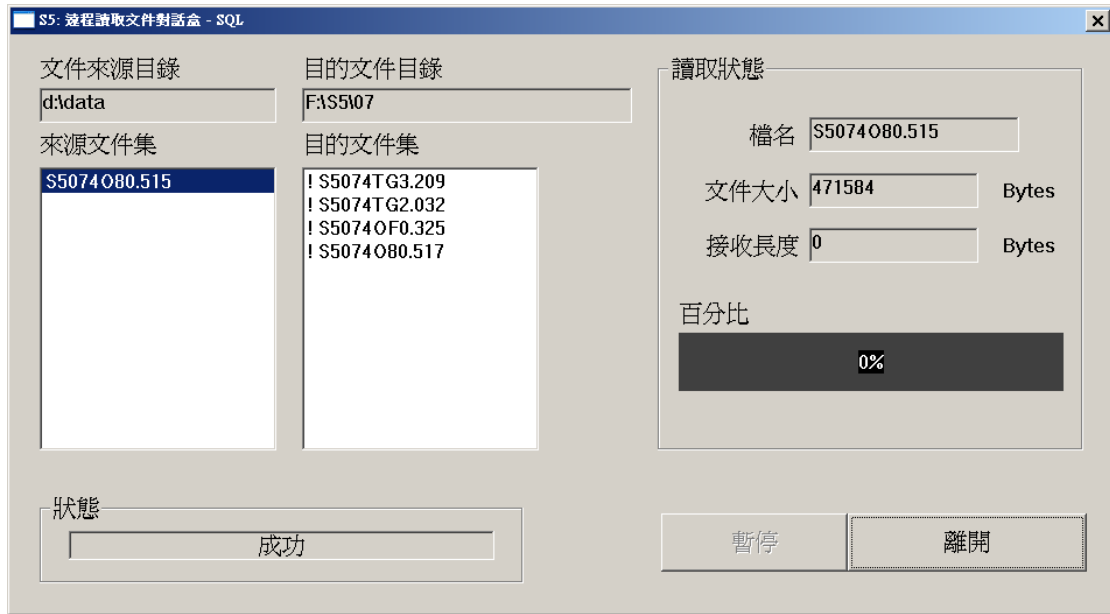 S5: 遠程讀取文件對話盒 - SQL
文件來源目錄
d:\data
來源文件集
S5074O80.515
目的文件目錄
F:\S5\07
目的文件集
! S5074TG3.209
! S5074TG2.032
! S5074OF0.325
! S5074O80.517
讀取狀態
檔名 S5074O80.515
文件大小 471584 Bytes
接收長度 0 Bytes
百分比
0%
狀態
成功
暫停
離開